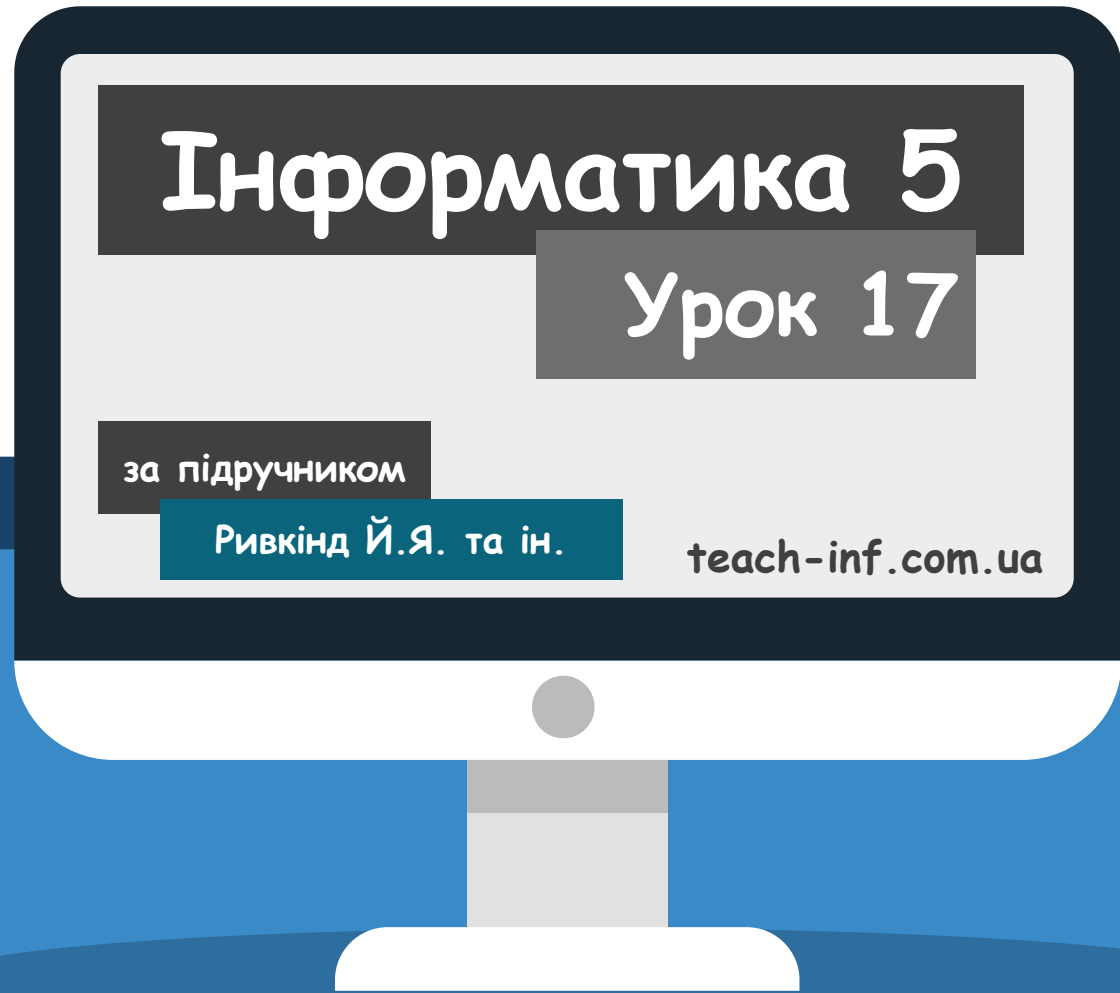 Інформатика 5
Урок 17
за підручником
Ривкінд Й.Я. та ін.
teach-inf.com.ua